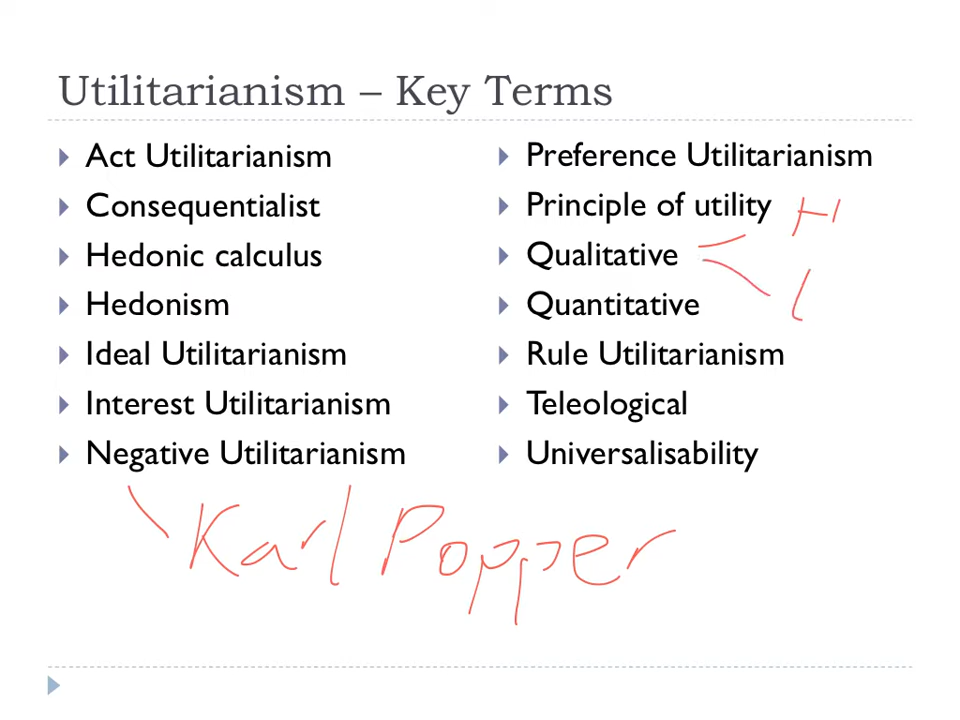 Utilitarianism – Key Terms
Act Utilitarianism
Consequentialist
Hedonic calculus
Hedonism
Ideal Utilitarianism
Interest Utilitarianism
Negative Utilitarianism
Preference Utilitarianism
Principle of utility
H
Qualitative
L
Quantitative
Rule Utilitarianism
Teleological
Universalisability
Karl Popper